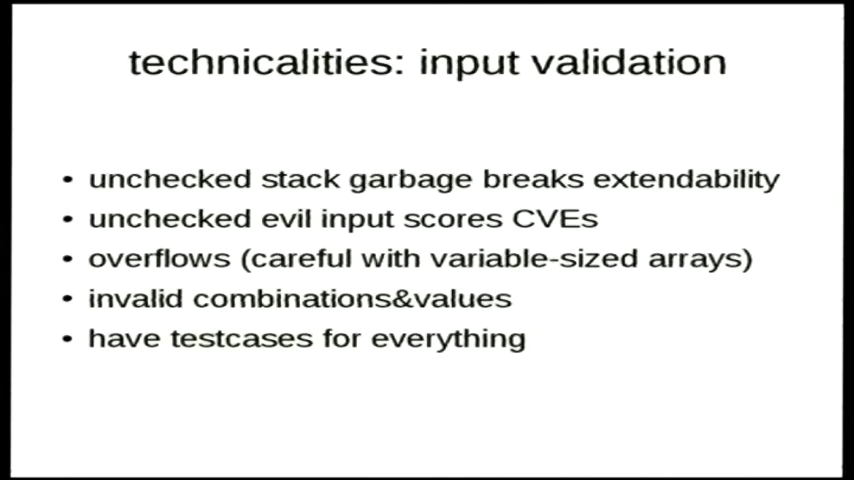 technicalities: input validation
• unchecked stack garbage breaks extendability
• unchecked evil input scores CVEs
• overflows (careful with variable-sized arrays)
• invalid combinations&values
• have testcases for everything